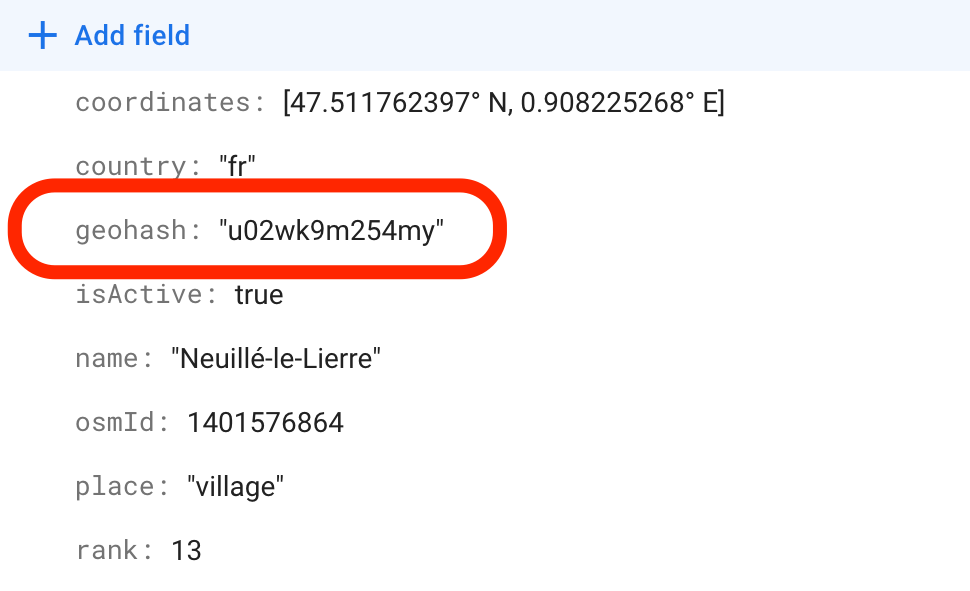 Add field
coordinates: [47.511762397° N, 0.908225268° E]
country: "fr"
geohash: "u02wk9m254my"
isActive: true
name: "Neuillé-le-Lierre"
osmId: 1401576864
place: "village"
rank: 13